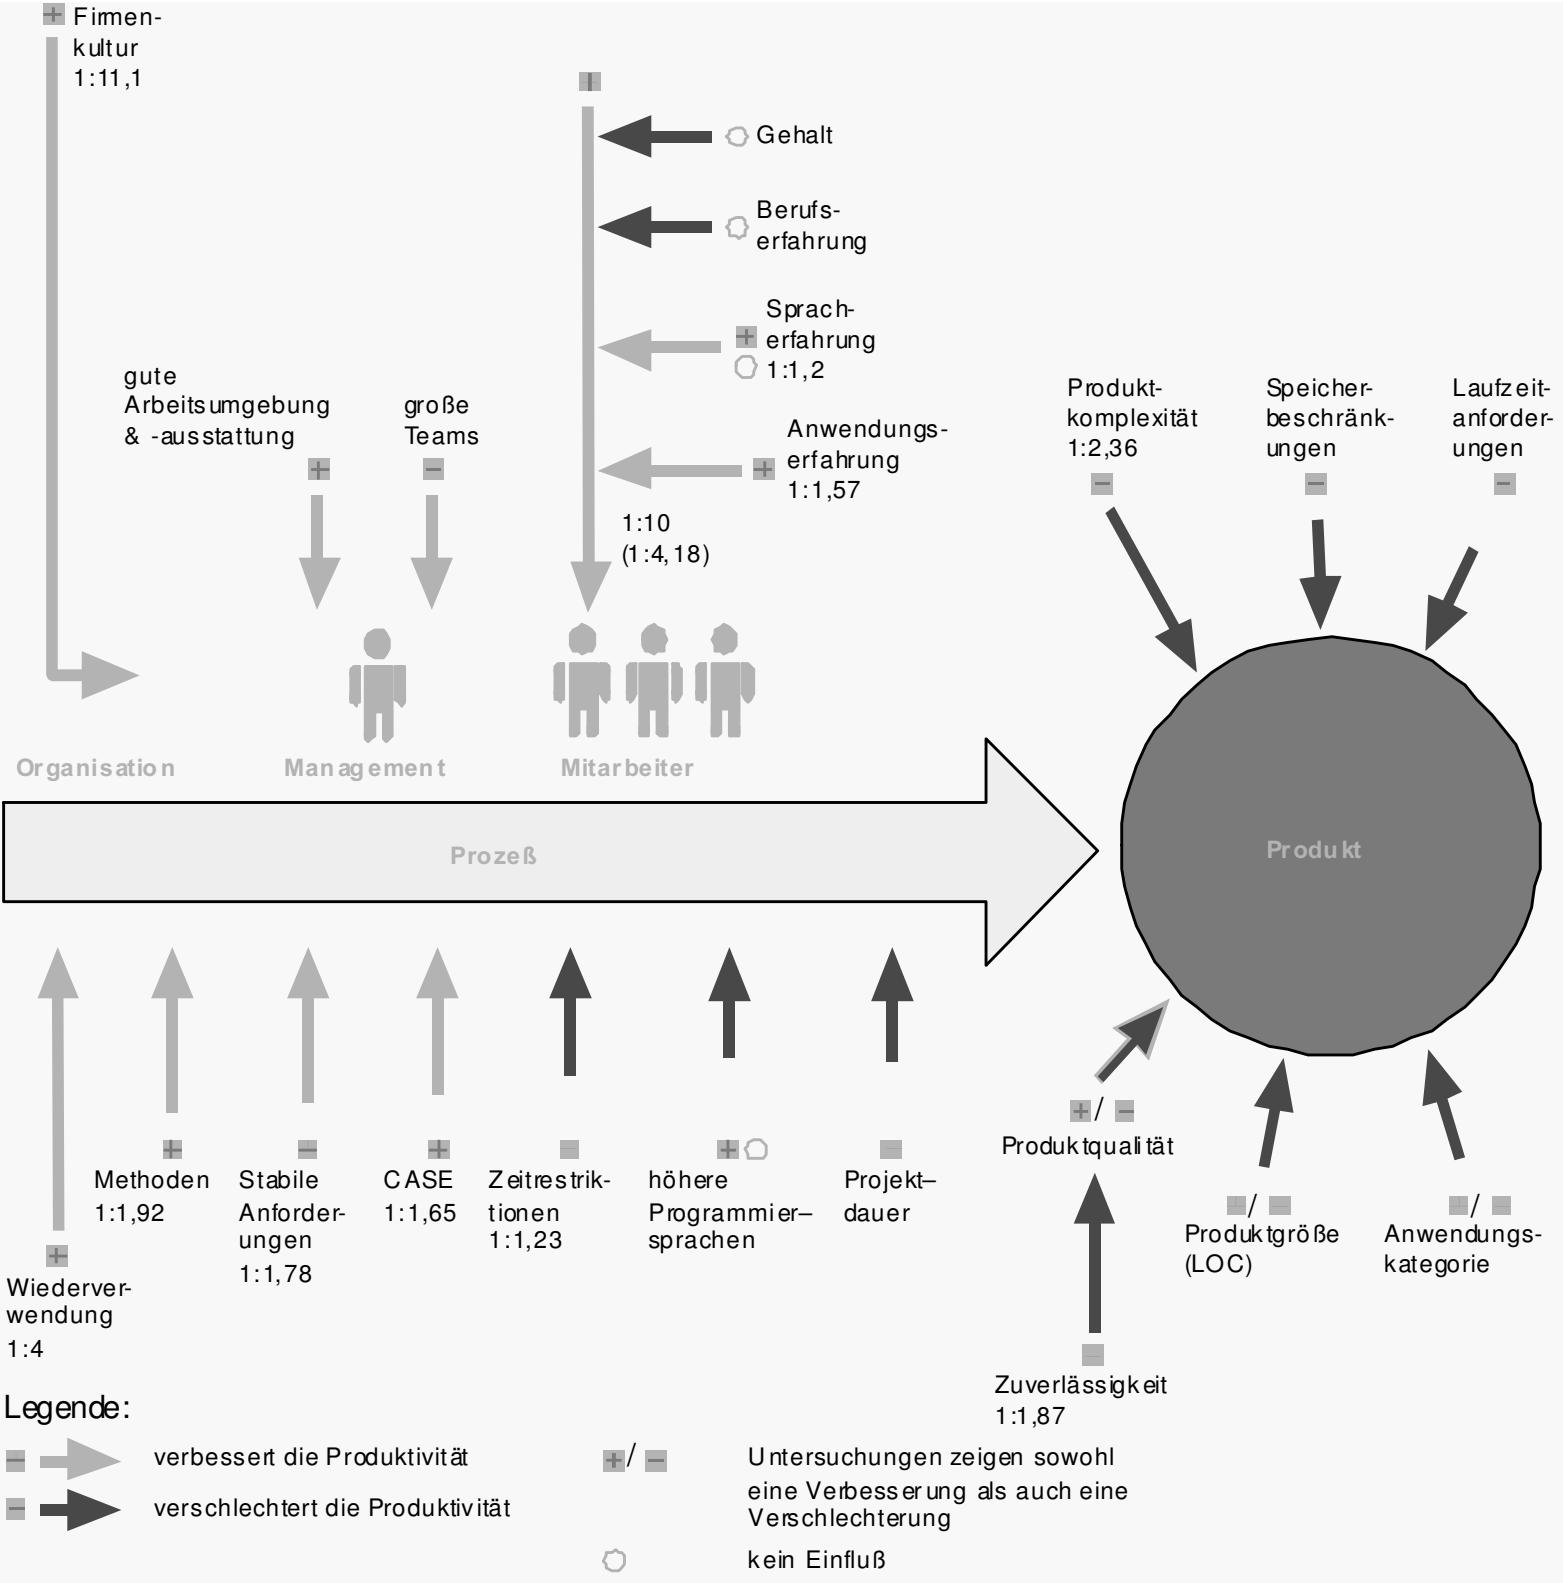 Firmen-
kultur
1:11,1
Gehalt
Berufs-
erfahrung
Sprach-
erfahrung
1:1,2
Anwendungs-
erfahrung
1:1,57
1:10
(1:4,18)
gute
Arbeitsumgebung
& -ausstattung
große
Teams
Produkt-
komplexität
1:2,36
Speicher-
beschränk-
ungen
Laufzeit-
anforder-
ungen
Organisation
Management
Mitarbeiter
Prozeß
Produkt
Wiederver-
wendung
1:4
Methoden
1:1,92
Stabile
Anforder-
ungen
1:1,78
CASE
1:1,65
Zeitrestrik-
tionen
1:1,23
höhere
Programmier–
sprachen
Projekt–
dauer
+/ −
Produktqualität
Zuverlässigkeit
1:1,87
+/ −
Produktgröße
(LOC)
+/ −
Anwendungs-
kategorie
Legende:
verbessert die Produktivität
verschlechtert die Produktivität
+/ −
Untersuchungen zeigen sowohl
eine Verbesserung als auch eine
Verschlechterung
kein Einfluß